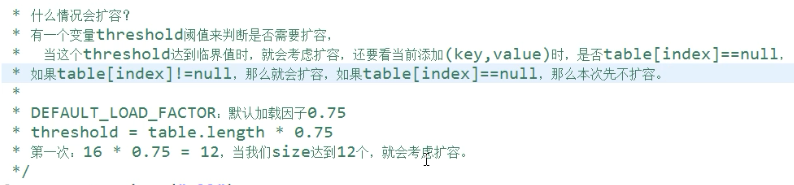 * 什么情况会扩容?
* 有一个变量threshold阈值来判断是否需要扩容,
*   当这个threshold达到临界值时,就会考虑扩容,还要看当前添加(key,value)时,是否table[index]==null,
* 如果table[index]!=null,那么就会扩容,如果table[index]==null,那么本次先不扩容。
*
* DEFAULT_LOAD_FACTOR:默认加载因子0.75
* threshold = table.length * 0.75
* 第一次:16 * 0.75 = 12,当我们size达到12个,就会考虑扩容。
*/